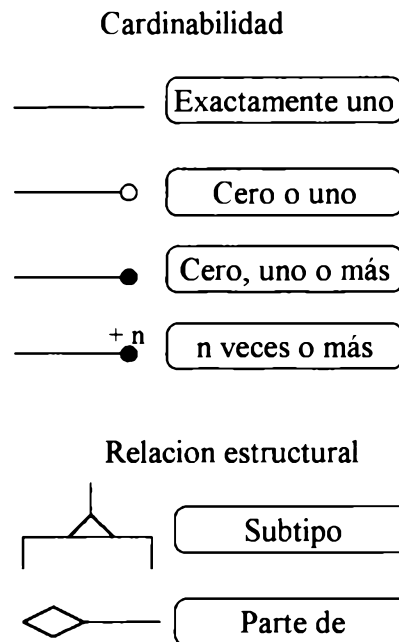 Cardinabilidad
Exactamente uno
Cero o uno
Cero, uno o más
+ n
n veces o más
Relacion estructural
Subtipo
Parte de